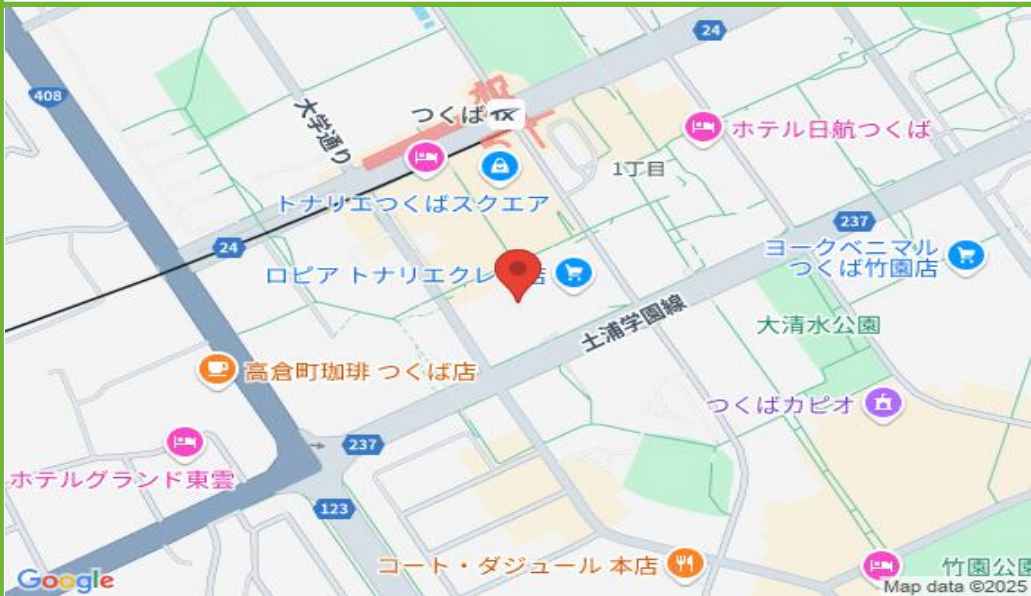 24
408
大学通り
つくば
TX
ホテル日航つくば
1丁目
トナリエつくばスクエア
237
24
ヨークベニマル
つくば竹園店
ロピア トナリエクレ
店
土浦学園線
大清水公園
高倉町珈琲 つくば店
つくばカピオ
237
ホテルグランド東雲
123
コート・ダジュール 本店
竹園公園
Google
Map data ©2025